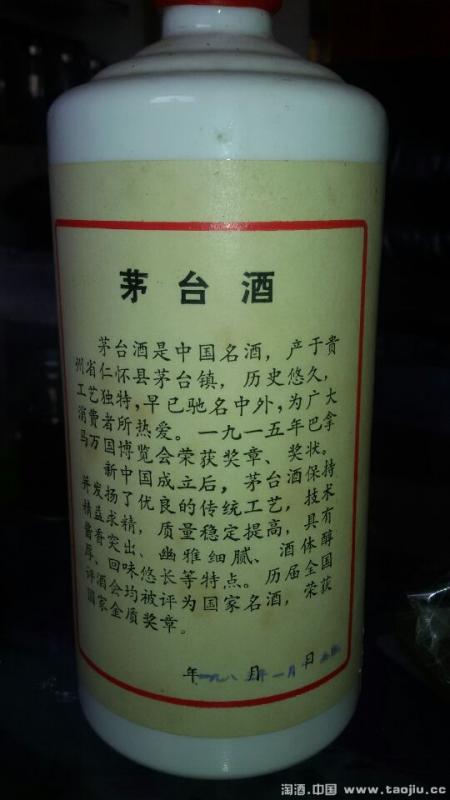 茅台酒
茅台酒是中国名酒，产于贵
州省仁怀县茅台镇，历史悠久，
工艺独特，早已驰名中外，为广大
消费者所热爱。一九一五年巴拿
马万国博览会荣获奖章、奖状。
新中国成立后，茅台酒保持
并发扬了优良的传统工艺，技术
精益求精，质量稳定提高，具有
酱香突出、幽雅细腻、酒体醇
厚、回味悠长等特点。历届全国
评酒会均被评为国家名酒，荣获
国家金质奖章。
年 月 日
淘酒.中国 www.taojiu.cc